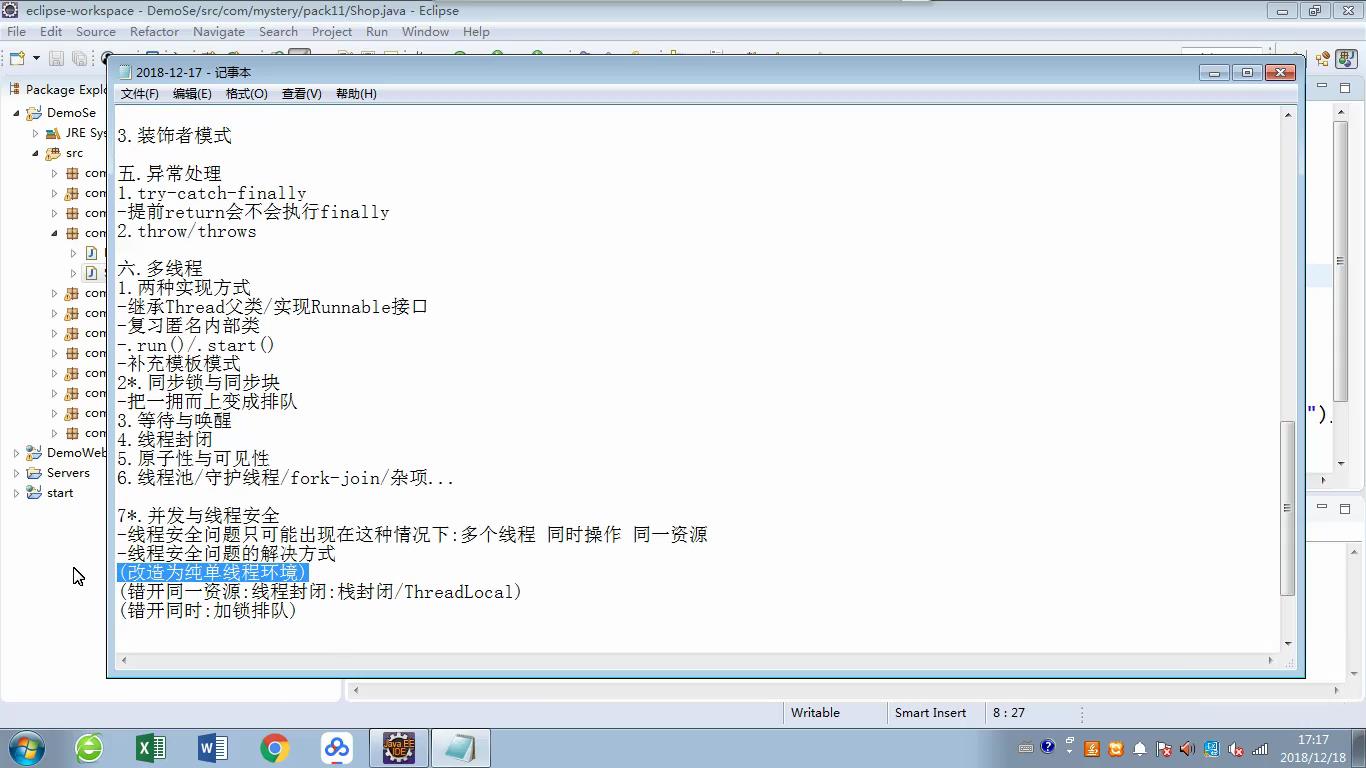 eclipse-workspace - DemoSe/src/com/mystery/pack11/Shop.java - Eclipse
File Edit Source Refactor Navigate Search Project Run Window Help
2018-12-17 - 记事本
文件(F) 编辑(E) 格式(O) 查看(V) 帮助(H)
Package Explo
DemoSe
JRE Sys
src
com
com
com
com
com
com
com
com
com
com
com
com
DemoWeb
Servers
start
3.装饰者模式
五.异常处理
1.try-catch-finally
-提前return会不会执行finally
2.throw/throws
六.多线程
1.两种实现方式
-继承Thread父类/实现Runnable接口
-复习匿名内部类
-.run()/.start()
-补充模板模式
2*.同步锁与同步块
-把一拥而上变成排队
3.等待与唤醒
4.线程封闭
5.原子性与可见性
6.线程池/守护线程/fork-join/杂项...
7*.并发与线程安全
-线程安全问题只可能出现在这种情况下:多个线程 同时操作 同一资源
-线程安全问题的解决方式
(改造为纯单线程环境)
(错开同一资源:线程封闭:栈封闭/ThreadLocal)
(错开同时:加锁排队)
").
Writable Smart Insert 8 : 27
Java EE IDE
17:17
2018/12/18